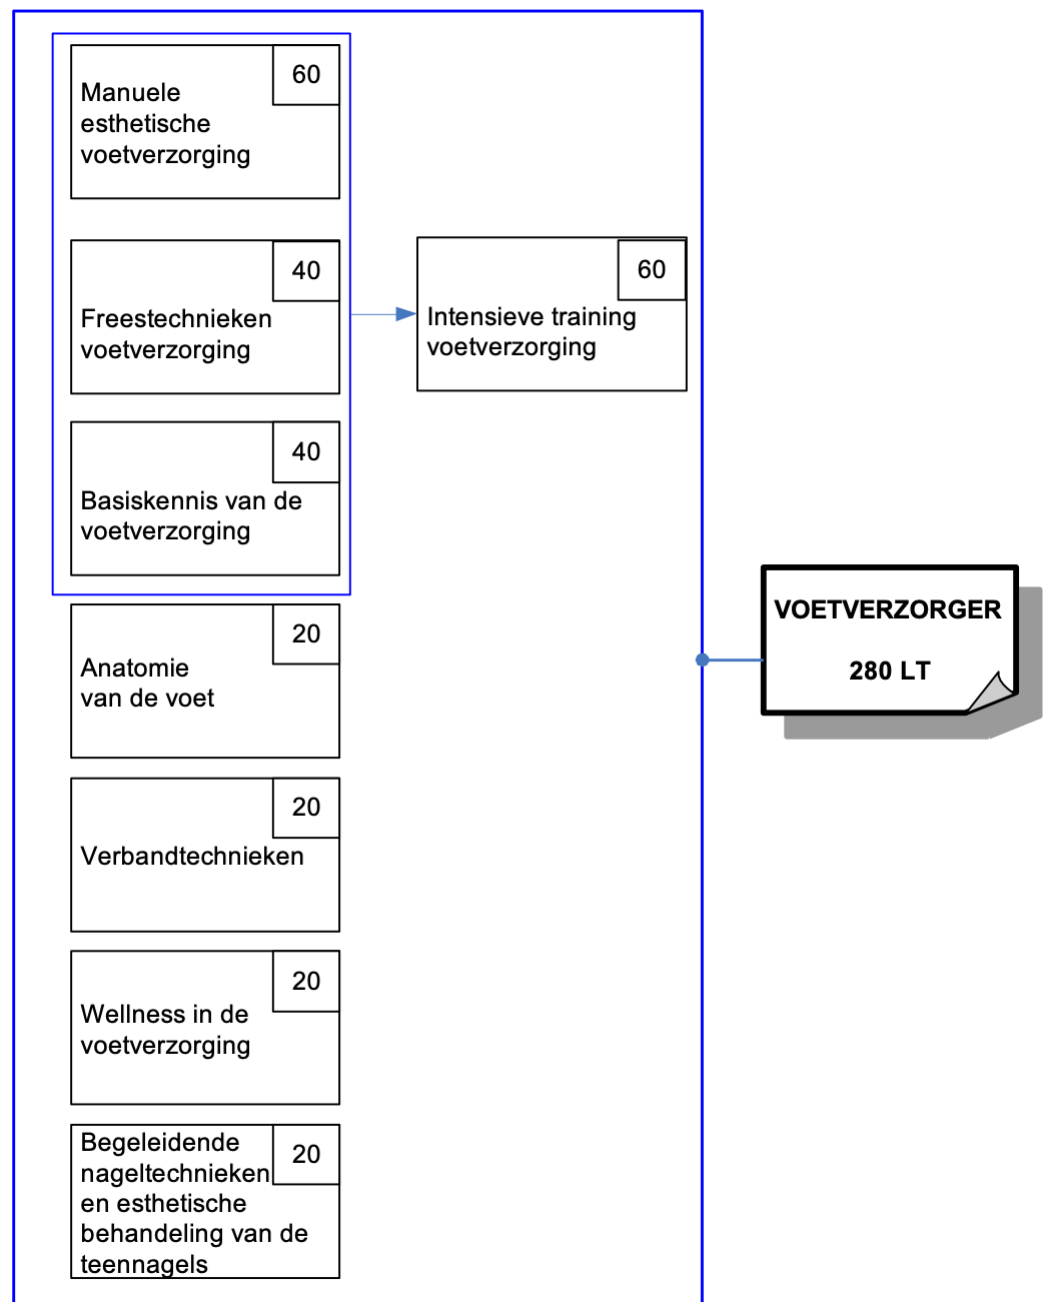 60
Manuele
esthetische
voetverzorging
40
Freestechnieken
voetverzorging
60
Intensieve training
voetverzorging
40
Basiskennis van de
voetverzorging
20
Anatomie
van de voet
VOETVERZORGER
280 LT
20
Verbandtechnieken
20
Wellness in de
voetverzorging
20
Begeleidende
nageltechnieken
en esthetische
behandeling van de
teennagels